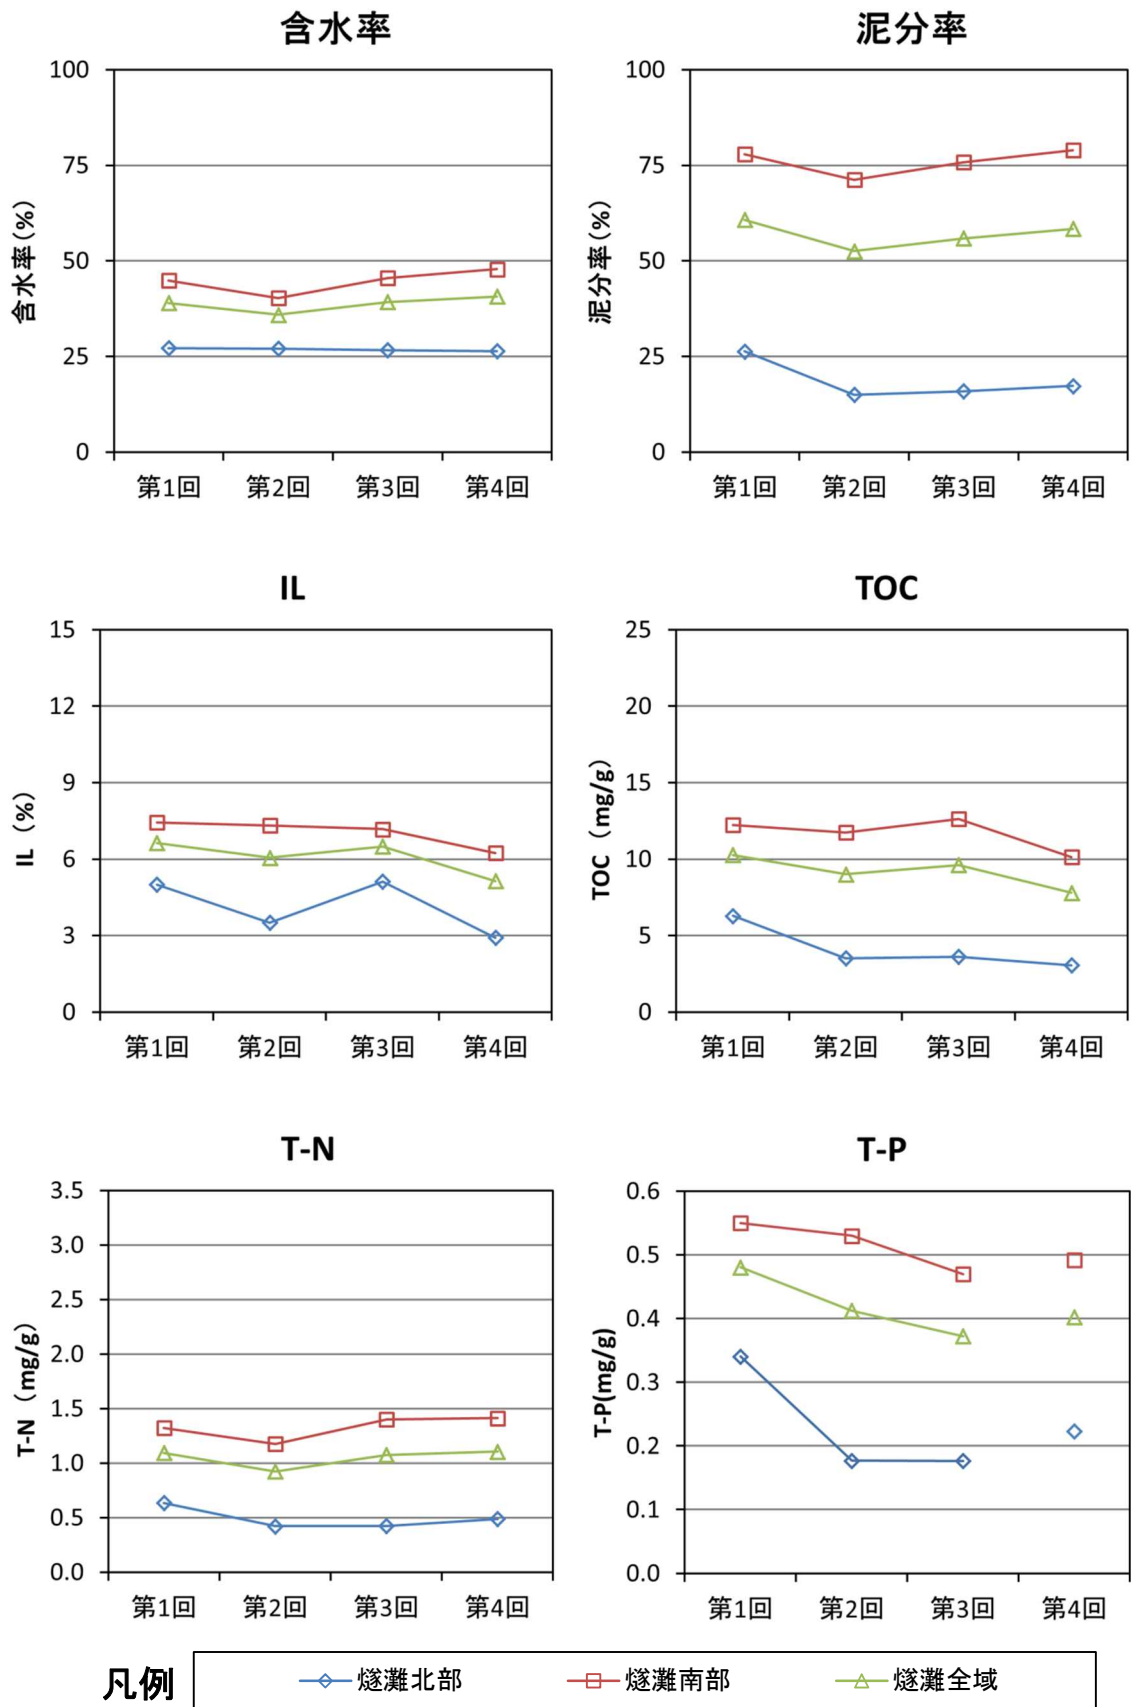 含水率
100
75
50
25
0
含水率(%)
第1回 第2回 第3回 第4回
泥分率
100
75
50
25
0
泥分率(%)
第1回 第2回 第3回 第4回
IL
15
12
9
6
3
0
IL（%）
第1回 第2回 第3回 第4回
TOC
25
20
15
10
5
0
TOC（mg/g）
第1回 第2回 第3回 第4回
T-N
3.5
3.0
2.5
2.0
1.5
1.0
0.5
0.0
T-N（mg/g）
第1回 第2回 第3回 第4回
T-P
0.6
0.5
0.4
0.3
0.2
0.1
0.0
T-P(mg/g)
第1回 第2回 第3回 第4回
凡例 燧灘北部 燧灘南部 燧灘全域